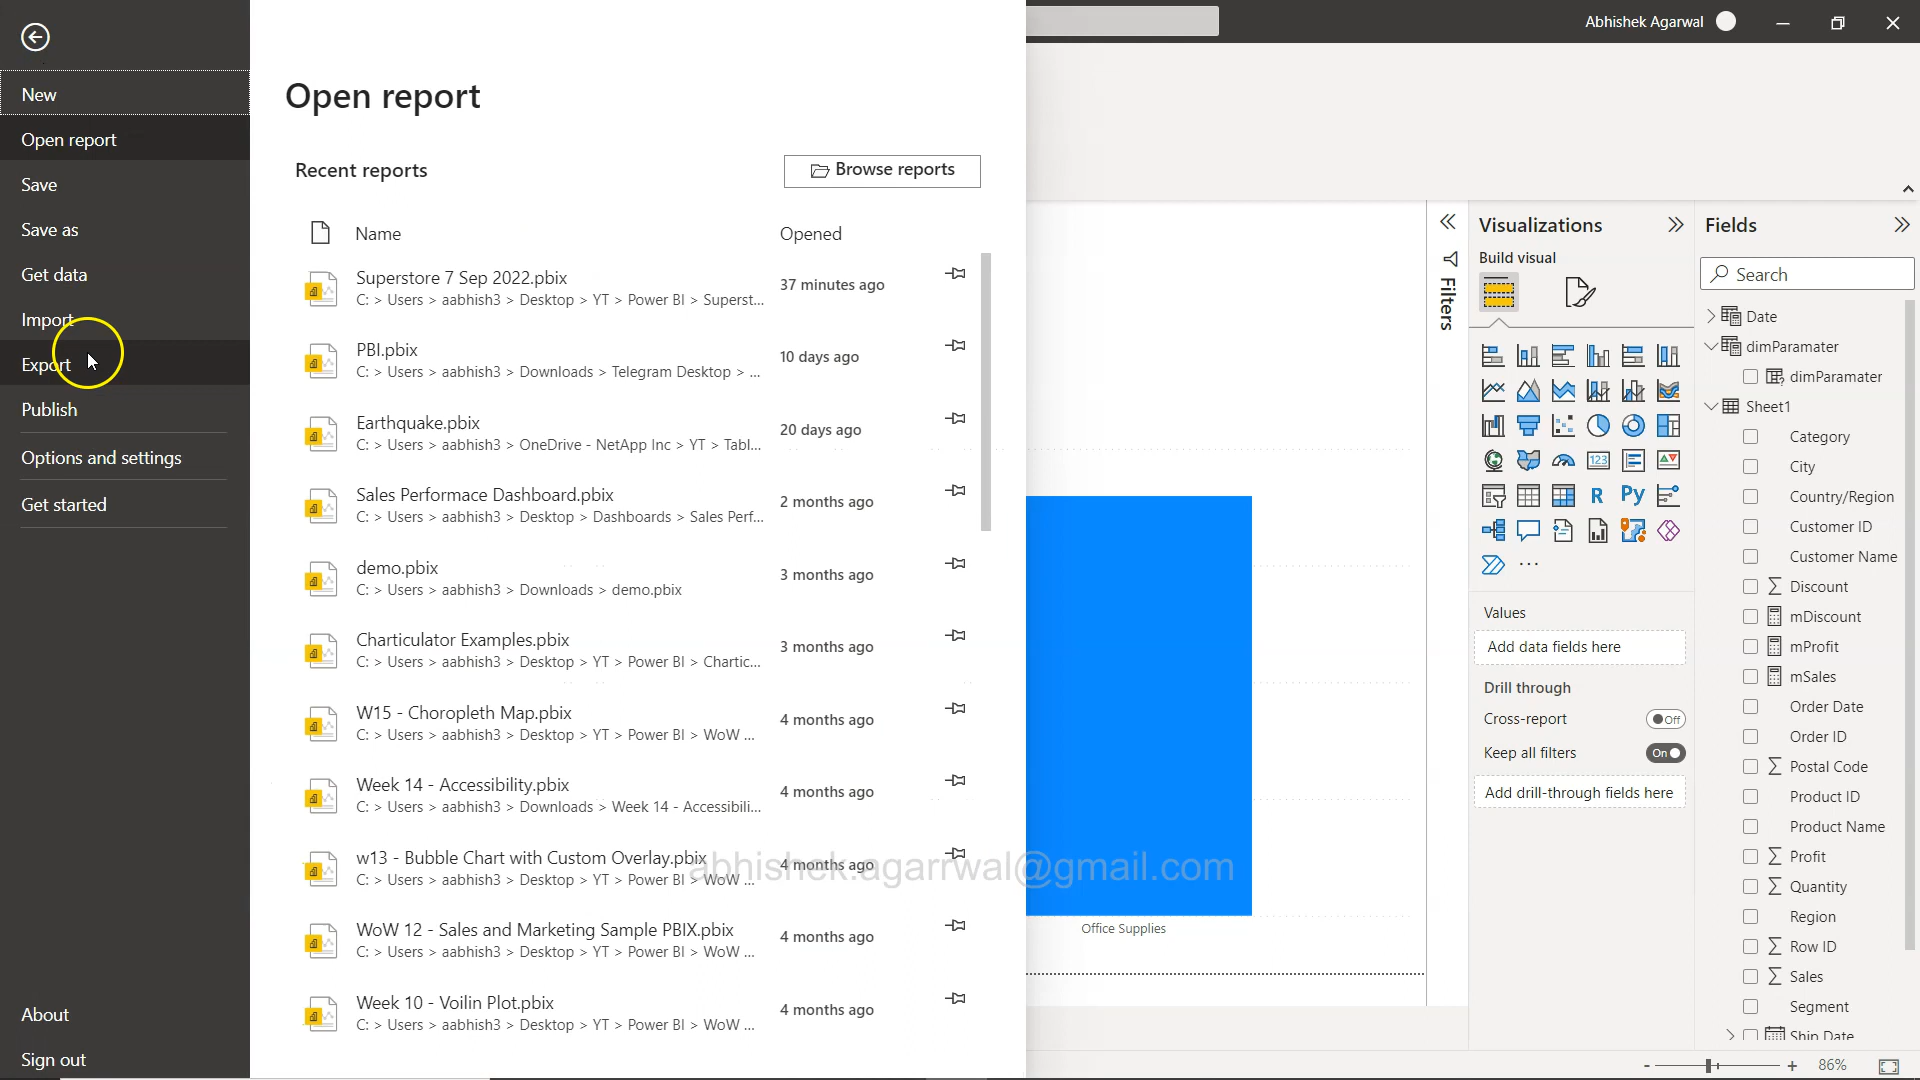 Abhishek Agarwal
New
Open report
Save
Save as
Get data
Import
Export
Publish
Options and settings
Get started
About
Sign out
Open report
Recent reports
Browse reports
Name
Opened
Superstore 7 Sep 2022.pbix
37 minutes ago
C: > Users > aabhish3 > Desktop > YT > Power BI > Superst...
PBI.pbix
10 days ago
C: > Users > aabhish3 > Downloads > Telegram Desktop > ...
Earthquake.pbix
20 days ago
C: > Users > aabhish3 > OneDrive - NetApp Inc > YT > Tabl...
Sales Performace Dashboard.pbix
2 months ago
C: > Users > aabhish3 > Desktop > Dashboards > Sales Perf...
demo.pbix
3 months ago
C: > Users > aabhish3 > Downloads > demo.pbix
Charticulator Examples.pbix
3 months ago
C: > Users > aabhish3 > Desktop > YT > Power BI > Chartic...
W15 - Choropleth Map.pbix
4 months ago
C: > Users > aabhish3 > Desktop > YT > Power BI > WoW ...
Week 14 - Accessibility.pbix
4 months ago
C: > Users > aabhish3 > Downloads > Week 14 - Accessibili...
w13 - Bubble Chart with Custom Overlay.pbix
4 months ago
C: > Users > aabhish3 > Desktop > YT > Power BI > WoW ...
abhishek.agarrwal@gmail.com
WoW 12 - Sales and Marketing Sample PBIX.pbix
4 months ago
C: > Users > aabhish3 > Desktop > YT > Power BI > WoW ...
Week 10 - Voilin Plot.pbix
4 months ago
C: > Users > aabhish3 > Desktop > YT > Power BI > WoW ...
Office Supplies
Filters
Visualizations
Build visual
123
R
Py
...
Values
Add data fields here
Drill through
Cross-report
Off
Keep all filters
On
Add drill-through fields here
Fields
Search
Date
dimParamater
dimParamater
Sheet1
Category
City
Country/Region
Customer ID
Customer Name
Discount
mDiscount
mProfit
mSales
Order Date
Order ID
Postal Code
Product ID
Product Name
Profit
Quantity
Region
Row ID
Sales
Segment
Ship Date
- + 86%